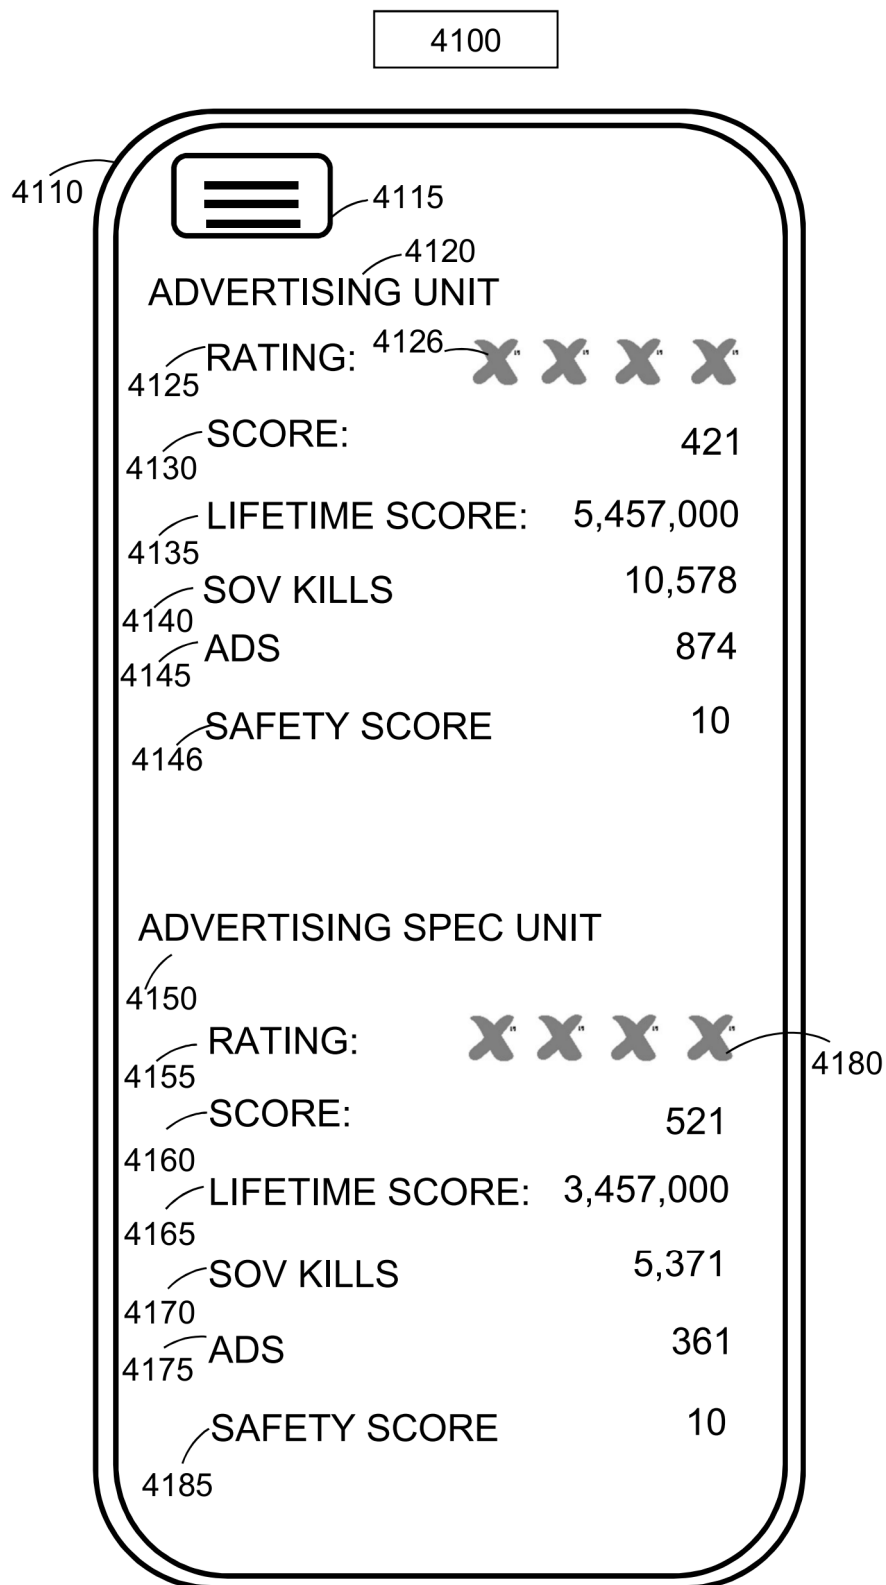 4100
4110
4115
4120
ADVERTISING UNIT
4125 RATING: 4126 X X X X
4130 SCORE: 421
4135 LIFETIME SCORE: 5,457,000
4140 SOV KILLS 10,578
4145 ADS 874
4146 SAFETY SCORE 10
ADVERTISING SPEC UNIT
4150
4155 RATING: X X X X 4180
4160 SCORE: 521
4165 LIFETIME SCORE: 3,457,000
4170 SOV KILLS 5,371
4175 ADS 361
4185 SAFETY SCORE 10